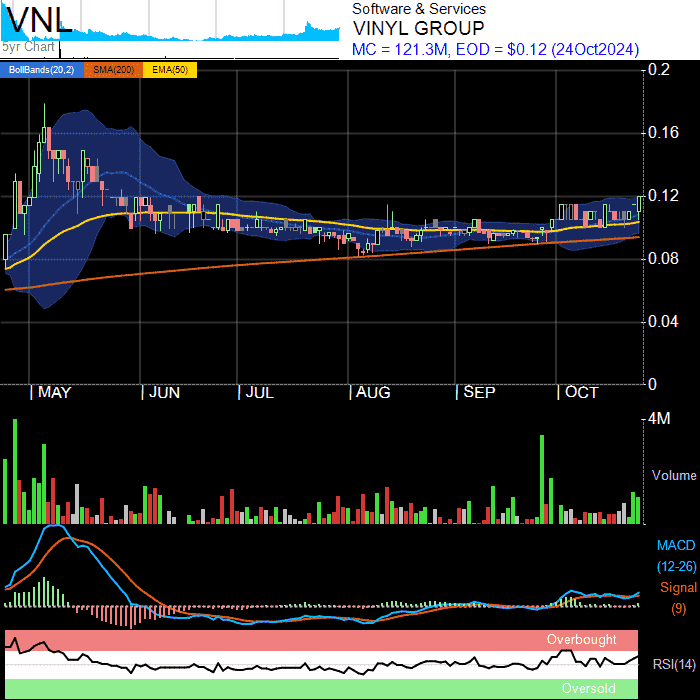 VNL
5yr Chart
Software & Services
VINYL GROUP
MC = 121.3M, EOD = $0.12 (24Oct2024)
BollBands(20,2) SMA(200) EMA(50)
0.2
0.16
0.12
0.08
0.04
0
MAY JUN JUL AUG SEP OCT
4M
Volume
MACD
(12-26)
Signal
(9)
Overbought
RSI(14)
Oversold